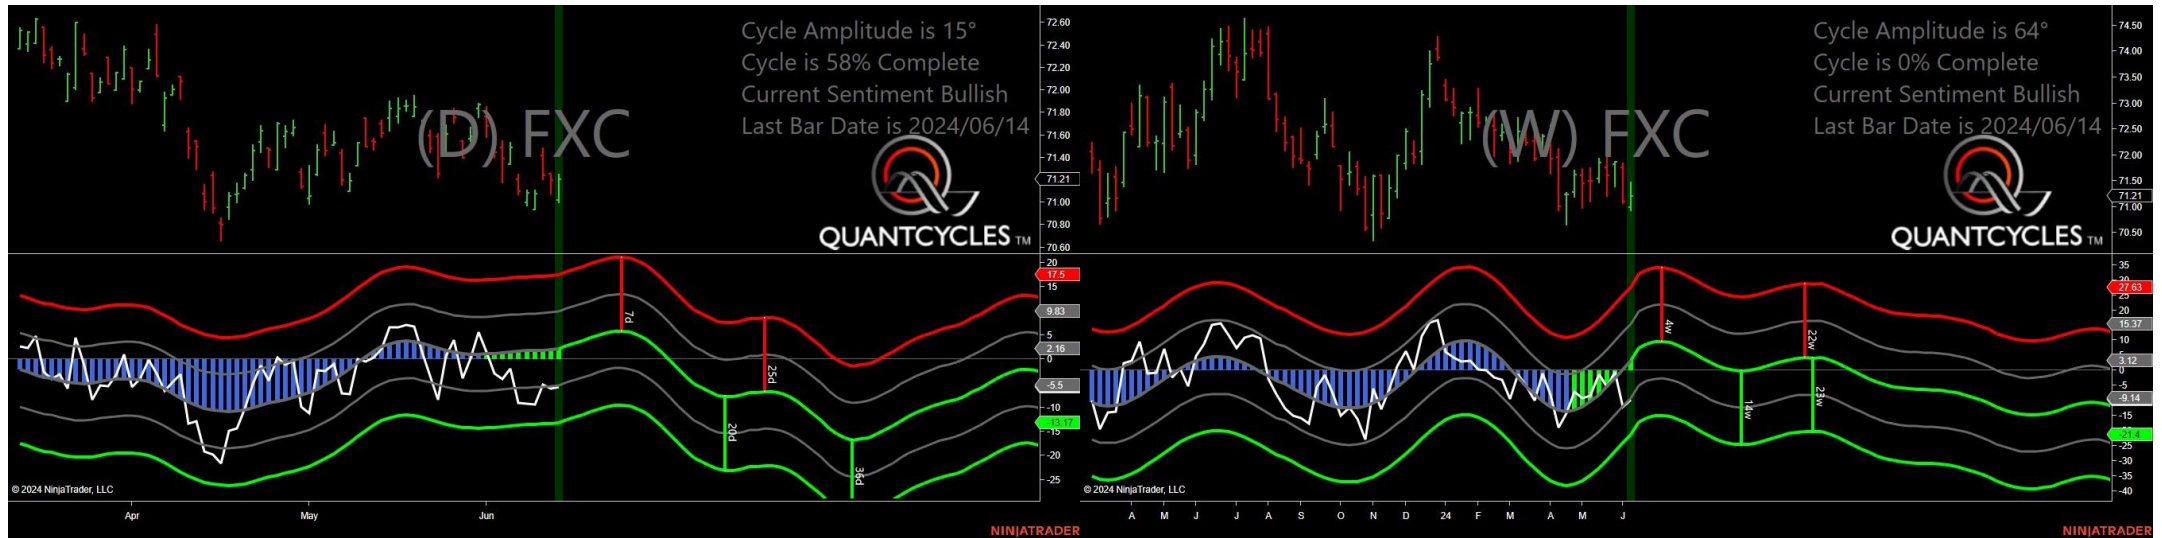 Cycle Amplitude is 15°
Cycle is 58% Complete
Current Sentiment Bullish
Last Bar Date is 2024/06/14
(D) FXC
QUANTCYCLES TM
72.60
72.40
72.20
72.00
71.80
71.60
71.40
71.21
71.00
70.80
70.60
20
17.5
15
9.83
5
2.16
0
-5.5
-10
-13.17
-15
-20
-25
7d
25d
20d
36d
© 2024 NinjaTrader, LLC
Apr
May
Jun
NINJATRADER
Cycle Amplitude is 64°
Cycle is 0% Complete
Current Sentiment Bullish
Last Bar Date is 2024/06/14
(W) FXC
QUANTCYCLES TM
74.50
74.00
73.50
73.00
72.50
72.00
71.50
71.21
71.00
70.50
35
30
27.63
25
20
15.37
10
5
3.12
0
-5
-9.14
-15
-21.4
-25
-30
-35
-40
4w
22w
14w
23w
© 2024 NinjaTrader, LLC
A M J J A S O N D 24 F M A M J
NINJATRADER